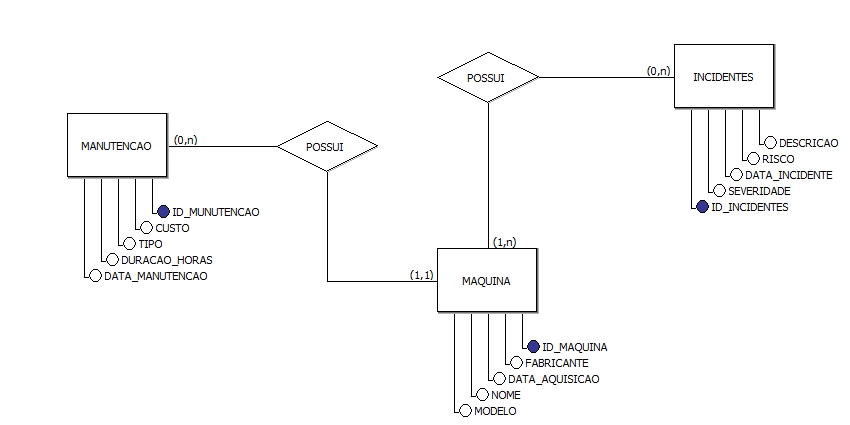 POSSUI
(0,n)
INCIDENTES
MANUTENCAO
(0,n)
POSSUI
DESCRICAO
RISCO
DATA_INCIDENTE
SEVERIDADE
ID_INCIDENTES
ID_MUNUTENCAO
CUSTO
TIPO
DURACAO_HORAS
DATA_MANUTENCAO
(1,n)
(1,1)
MAQUINA
ID_MAQUINA
FABRICANTE
DATA_AQUISICAO
NOME
MODELO